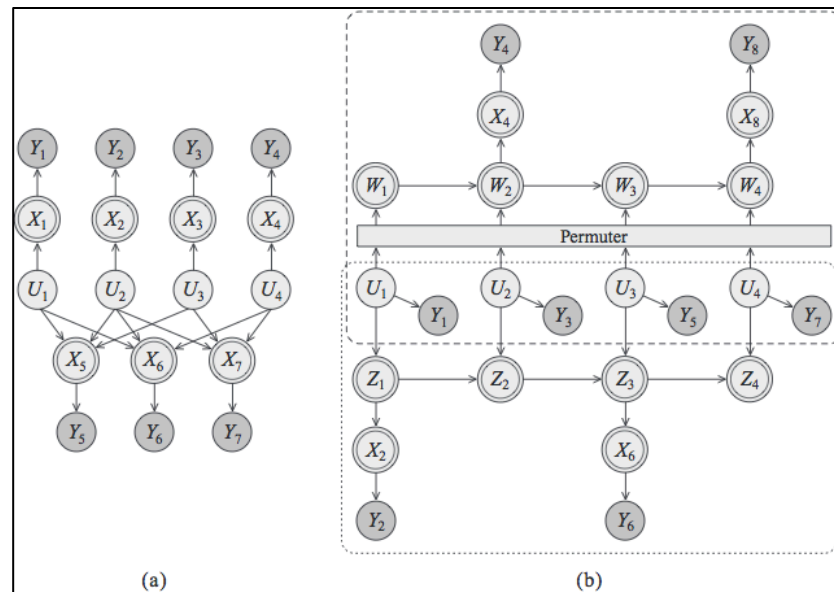 Y4 Y8
X4 X8
Y1 Y2 Y3 Y4
W1 W2 W3 W4
X1 X2 X3 X4
Permuter
U1 U2 U3 U4 U1 U2 U3 U4
Y1 Y3 Y5 Y7
X5 X6 X7
Z1 Z2 Z3 Z4
Y5 Y6 Y7
X2 X6
Y2 Y6
(a) (b)